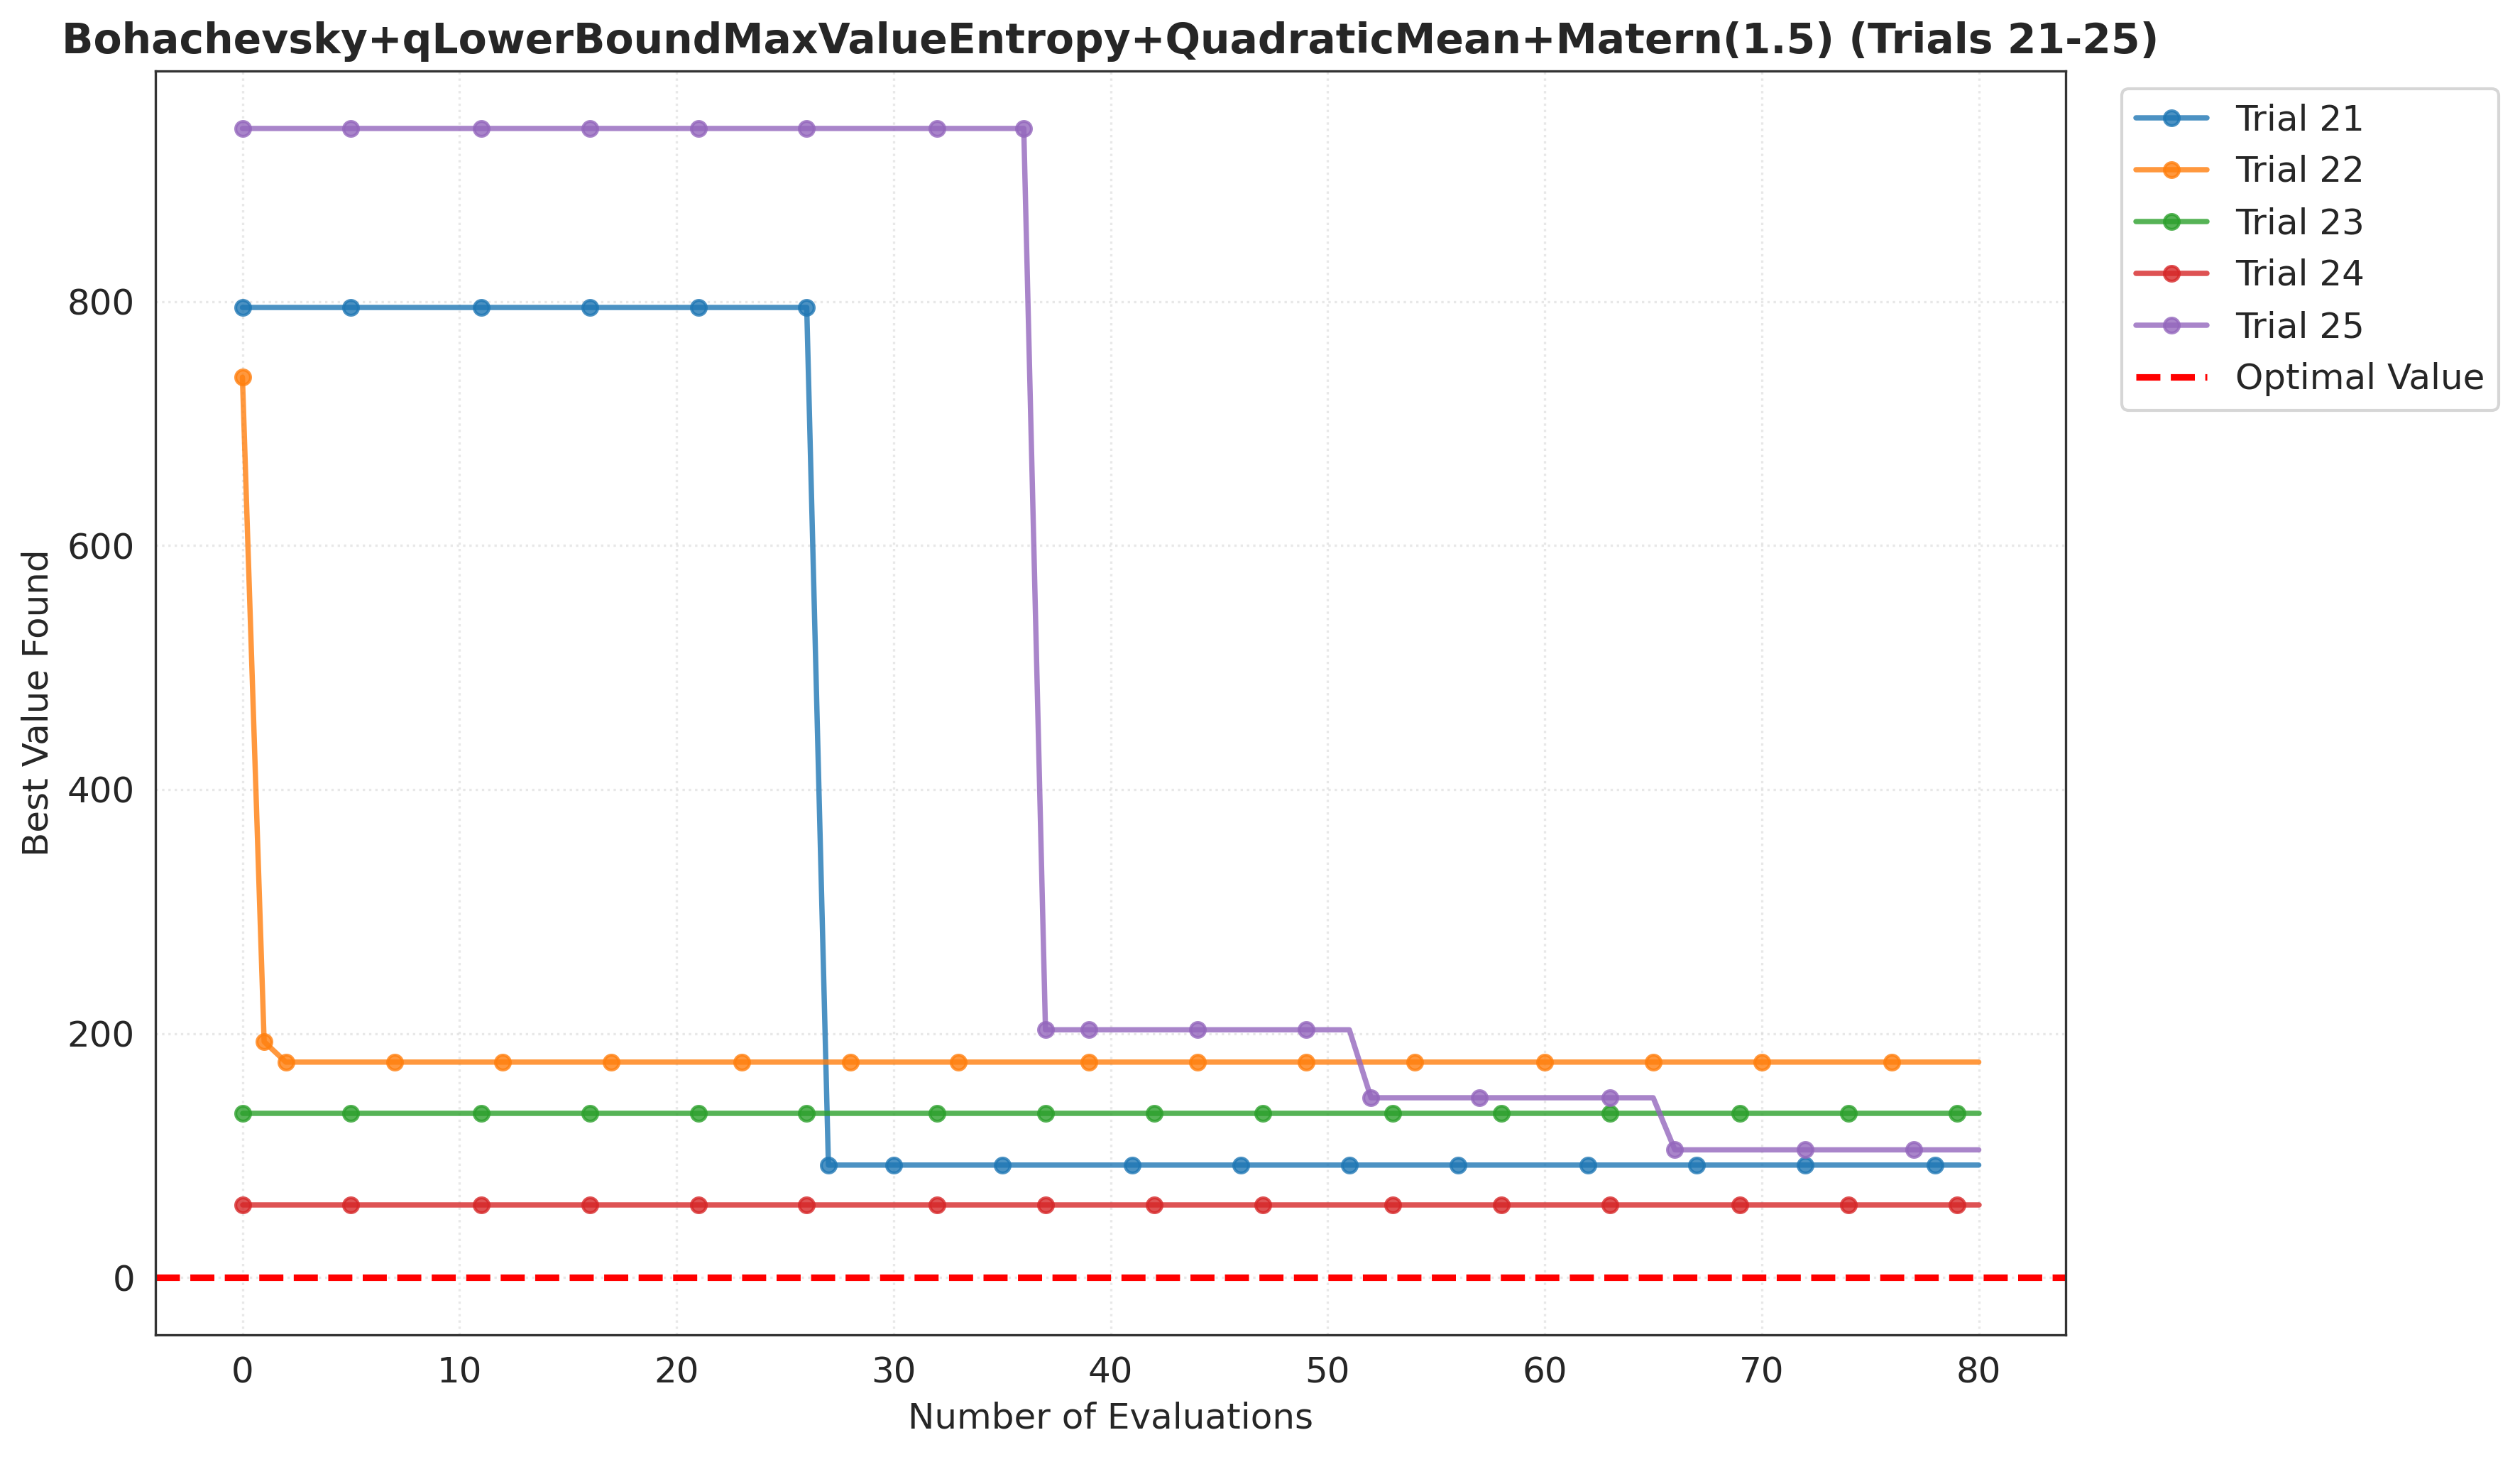 Bohachevsky+qLowerBoundMaxValueEntropy+QuadraticMean+Matern(1.5) (Trials 21-25)
Trial 21
Trial 22
Trial 23
Trial 24
Trial 25
Optimal Value
Best Value Found
800
600
400
200
0
0 10 20 30 40 50 60 70 80
Number of Evaluations